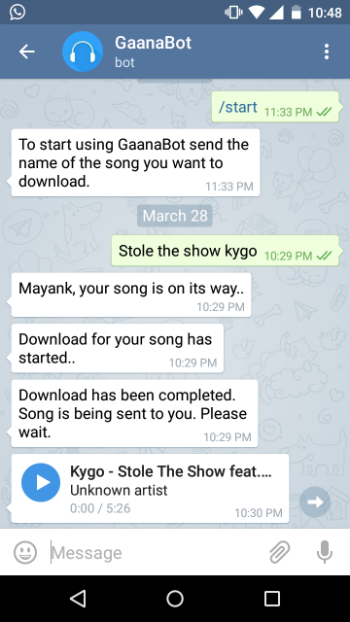 10:48
GaanaBot
bot
/start 11:33 PM
To start using GaanaBot send the
name of the song you want to
download.
11:33 PM
March 28
Stole the show kygo 10:29 PM
Mayank, your song is on its way..
10:29 PM
Download for your song has
started..
10:29 PM
Download has been completed.
Song is being sent to you. Please
wait.
10:29 PM
Kygo - Stole The Show feat....
Unknown artist
0:00 / 5:26
10:30 PM
Message